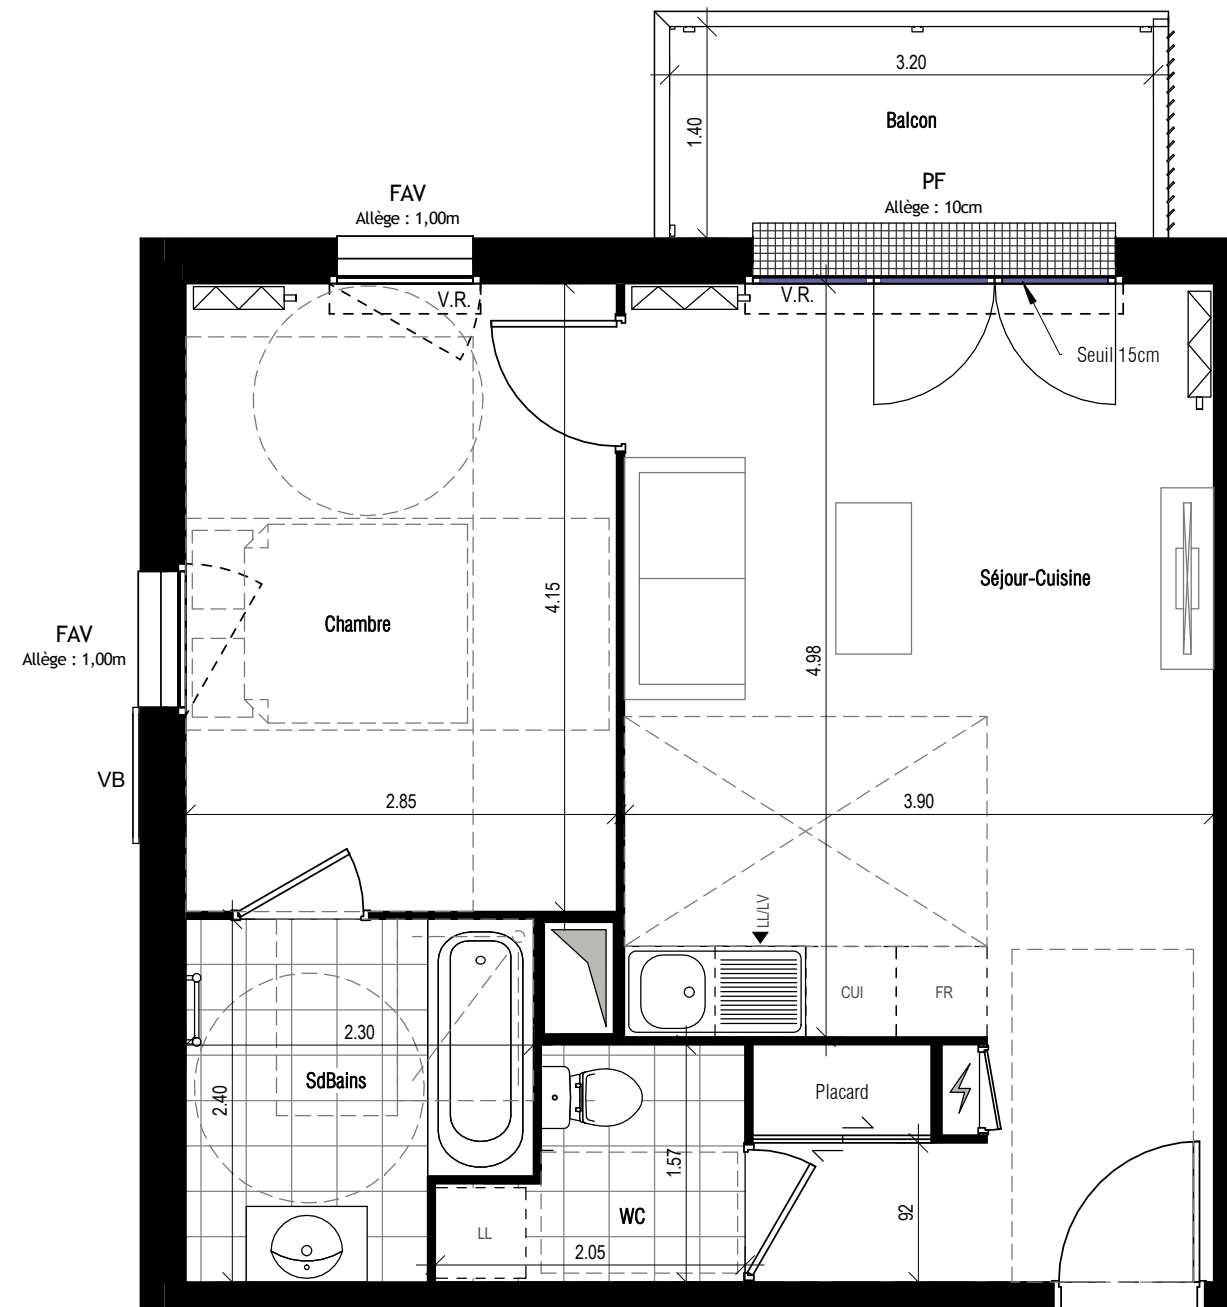 3.20
1.40
Balcon
PF
Allège : 10cm
FAV
Allège : 1,00m
V.R.
V.R.
Seuil 15cm
4.15
Séjour-Cuisine
Chambre
FAV
Allège : 1,00m
4.98
VB
2.85
3.90
LL/LV
CUI
FR
2.30
SdBains
2.40
Placard
1.57
92
WC
LL
2.05